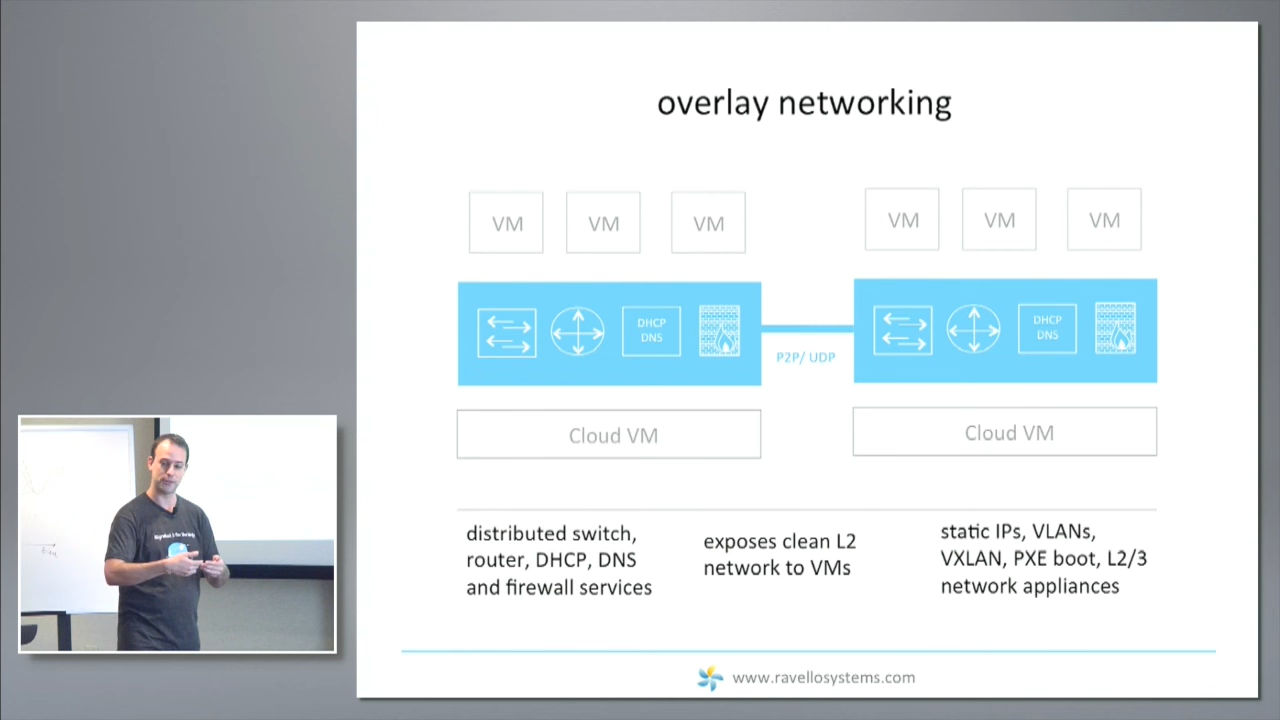 overlay networking
VM VM VM VM VM VM
DHCP
DNS
P2P/ UDP
DHCP
DNS
Cloud VM
Cloud VM
distributed switch,
router, DHCP, DNS
and firewall services
exposes clean L2
network to VMs
static IPs, VLANs,
VXLAN, PXE boot, L2/3
network appliances
www.ravellosystems.com